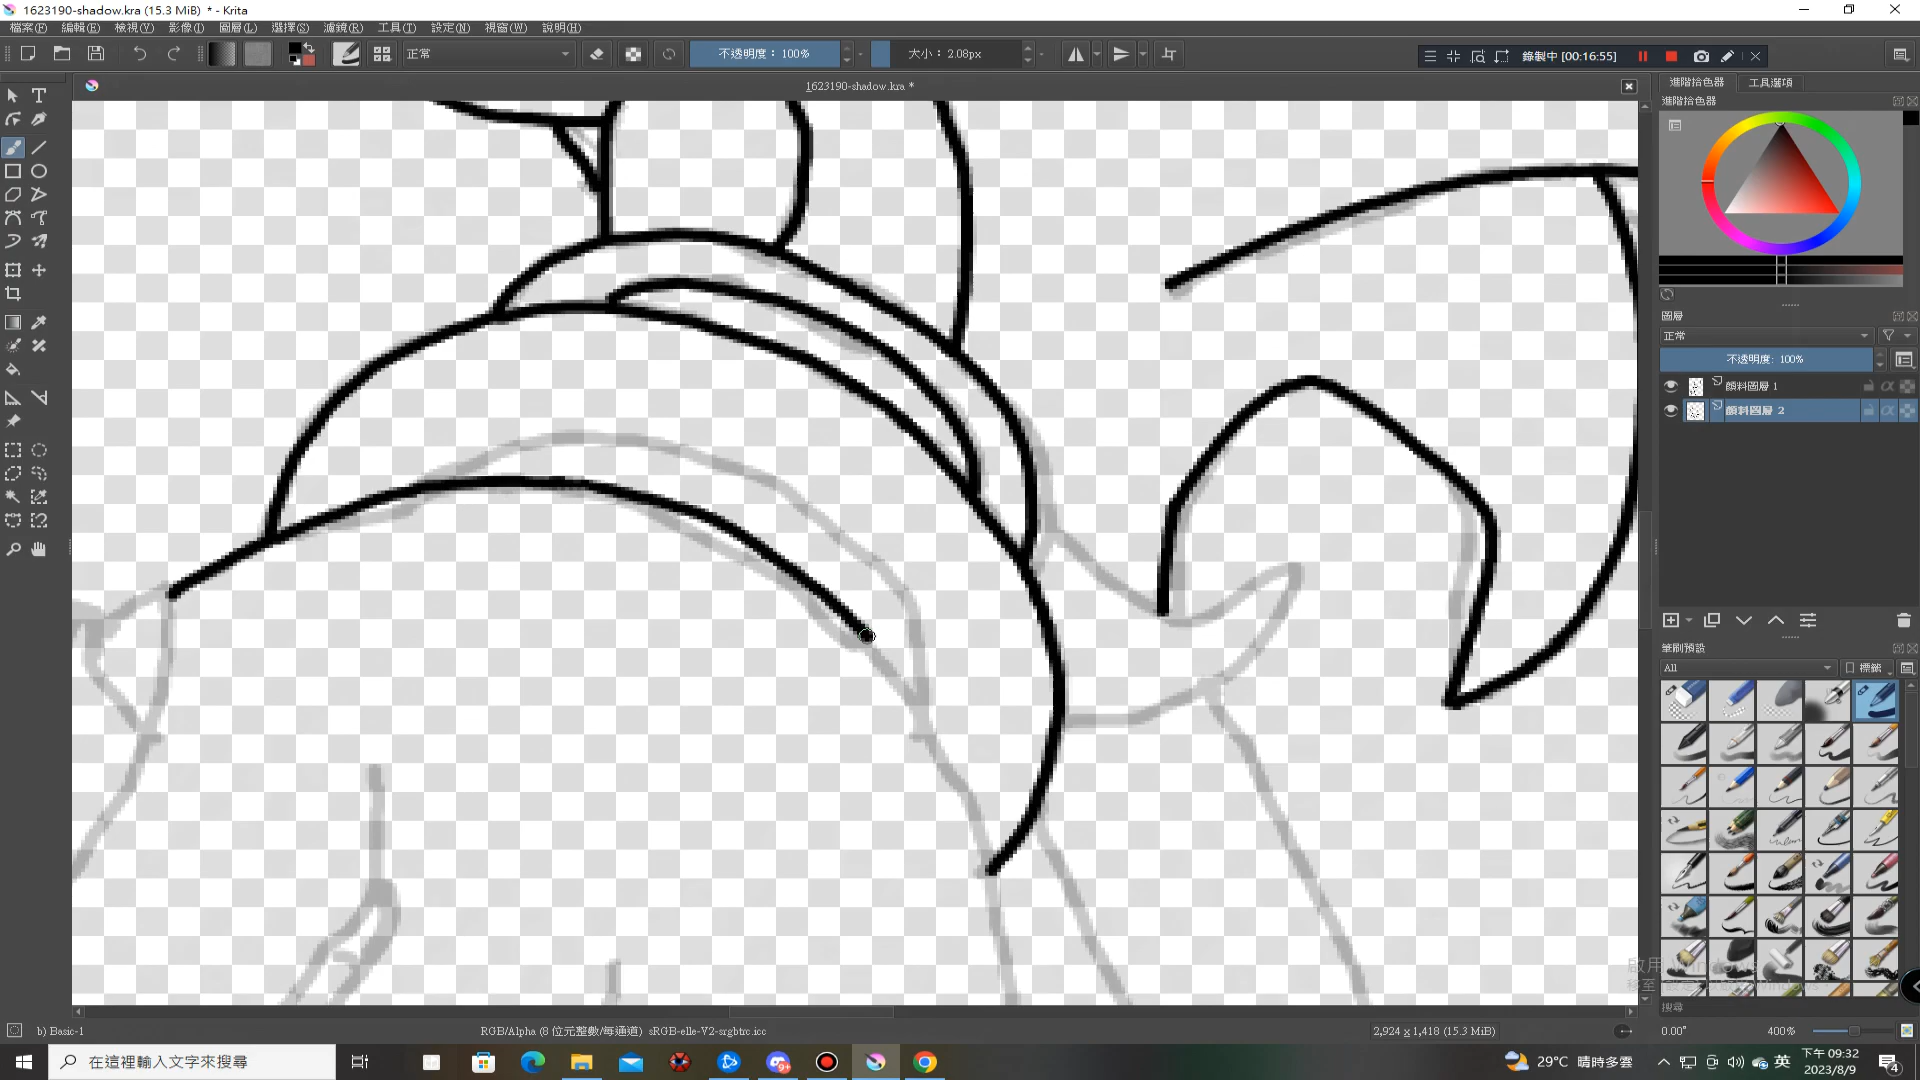 1623190-shadow.kra (15.3 MiB) * - Krita
檔案(F) 編輯(E) 檢視(V) 影像(I) 圖層(L) 選擇(S) 濾鏡(R) 工具(T) 設定(N) 視窗(W) 說明(H)
正常
不透明度：100%
大小：2.08px
錄製中 [00:16:55]
1623190-shadow.kra *
進階拾色器 工具選項
進階拾色器
圖層
正常
不透明度: 100%
顏料圖層 1
顏料圖層 2
筆刷預設
All
標籤
搜尋
b) Basic-1
RGB/Alpha (8 位元整數/每通道) sRGB-elle-V2-srgbtrc.icc
2,924 x 1,418 (15.3 MiB)
0.00°
400%
在這裡輸入文字來搜尋
9+
29°C 晴時多雲
英
下午 09:32
2023/8/9
4